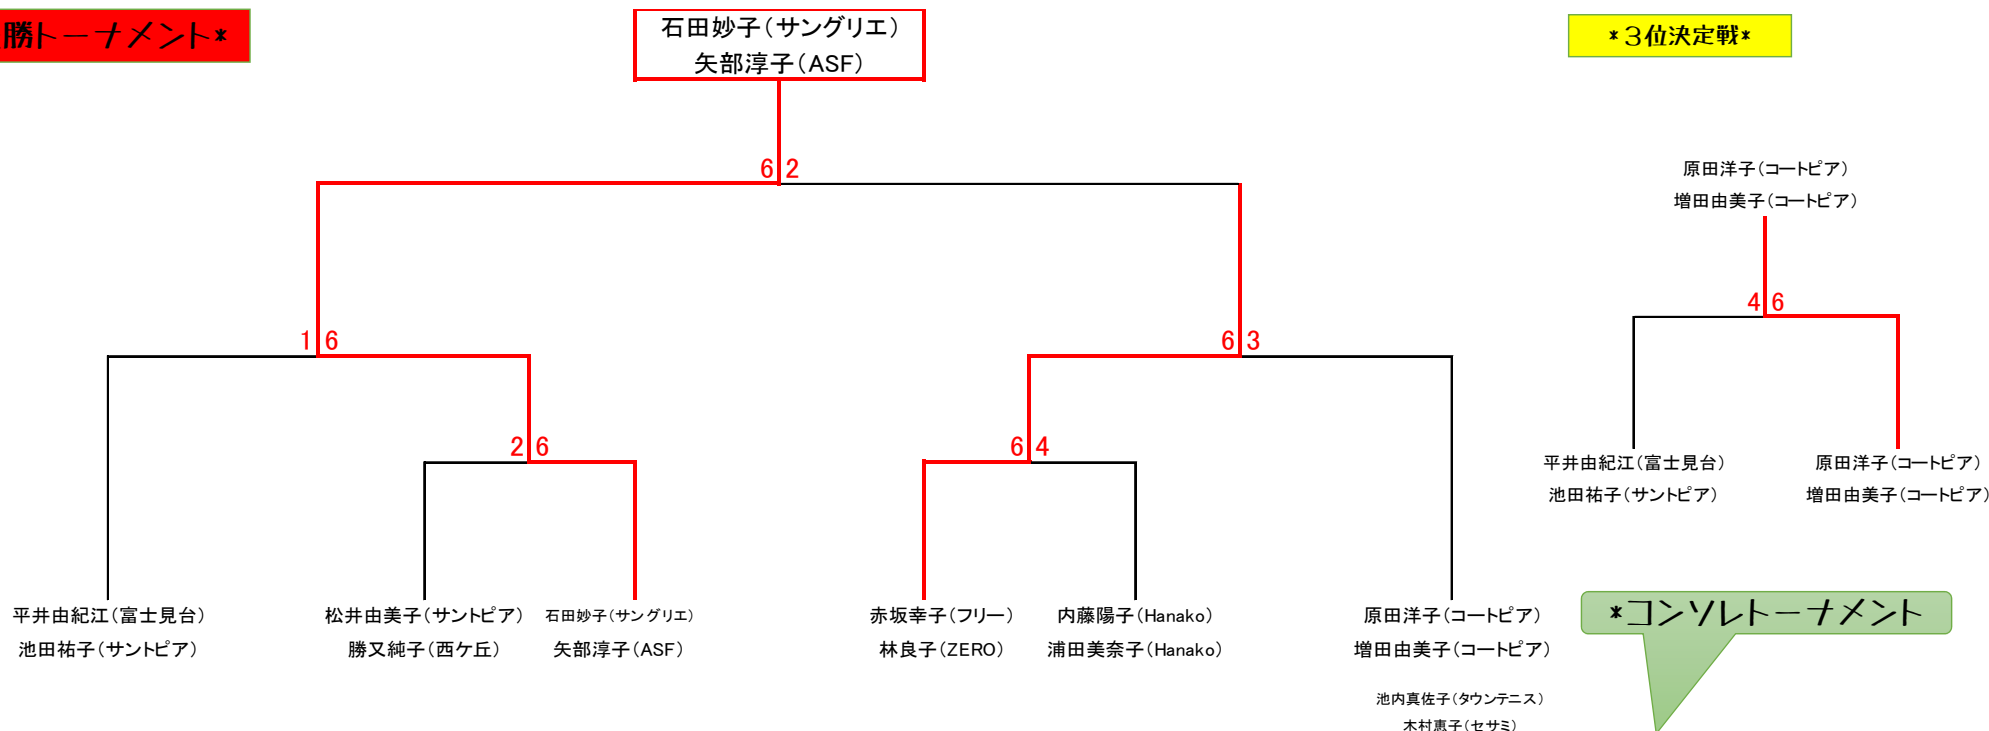 勝トーナメント*
石田妙子(サングリエ)
矢部淳子(ASF)
*3位決定戦*
6 2
原田洋子(コートピア)
増田由美子(コートピア)
4 6
1 6
6 3
2 6
6 4
平井由紀江(富士見台)
池田祐子(サントピア)
原田洋子(コートピア)
増田由美子(コートピア)
平井由紀江(富士見台)
池田祐子(サントピア)
松井由美子(サントピア)
勝又純子(西ケ丘)
石田妙子(サングリエ)
矢部淳子(ASF)
赤坂幸子(フリー)
林良子(ZERO)
内藤陽子(Hanako)
浦田美奈子(Hanako)
原田洋子(コートピア)
増田由美子(コートピア)
*コンソレトーナメント
池内真佐子(タウンテニス)
木村恵子(セサミ)